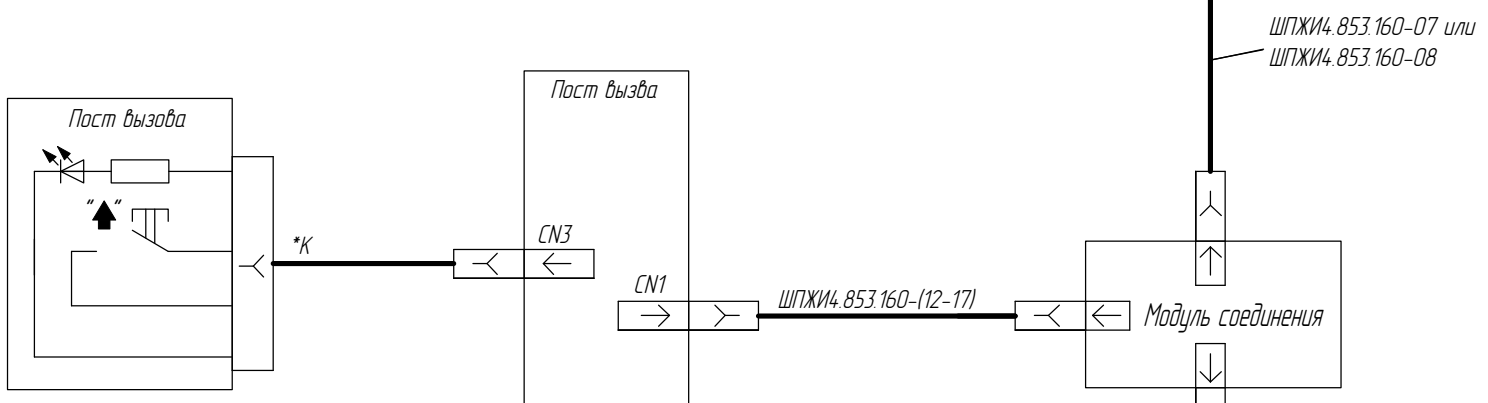 ШПЖИ4.853.160-07 или
ШПЖИ4.853.160-08
Пост вызва
Пост вызова
" "
*К
CN3
CN1
ШПЖИ4.853.160-(12-17)
Модуль соединения